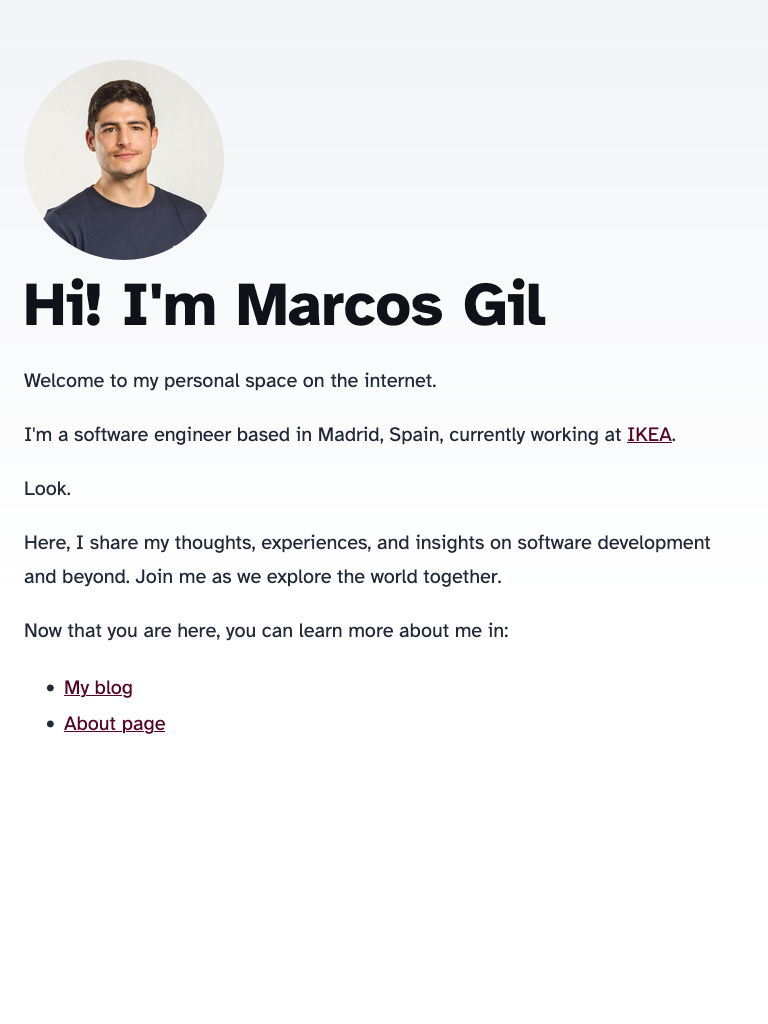 Hi! I'm Marcos Gil
Welcome to my personal space on the internet.
I'm a software engineer based in Madrid, Spain, currently working at IKEA.
Look.
Here, I share my thoughts, experiences, and insights on software development
and beyond. Join me as we explore the world together.
Now that you are here, you can learn more about me in:
• My blog
• About page